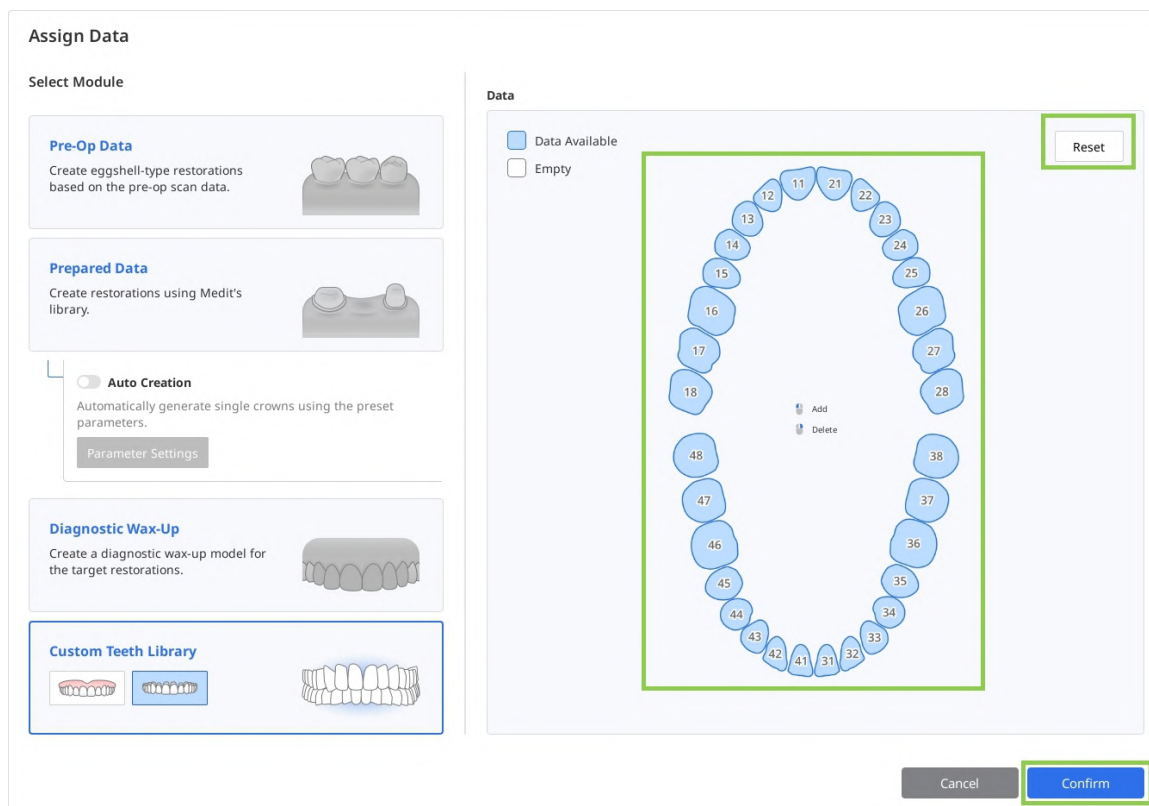 Assign Data
Select Module
Pre-Op Data
Create eggshell-type restorations
based on the pre-op scan data.
Prepared Data
Create restorations using Medit's
library.
Auto Creation
Automatically generate single crowns using the preset
parameters.
Parameter Settings
Diagnostic Wax-Up
Create a diagnostic wax-up model for
the target restorations.
Custom Teeth Library
Data
Data Available
Empty
Reset
11 21
12 22
13 23
14 24
15 25
16 26
17 27
18 28
Add
Delete
48 38
47 37
46 36
45 35
44 34
43 33
42 41 31 32
Cancel
Confirm